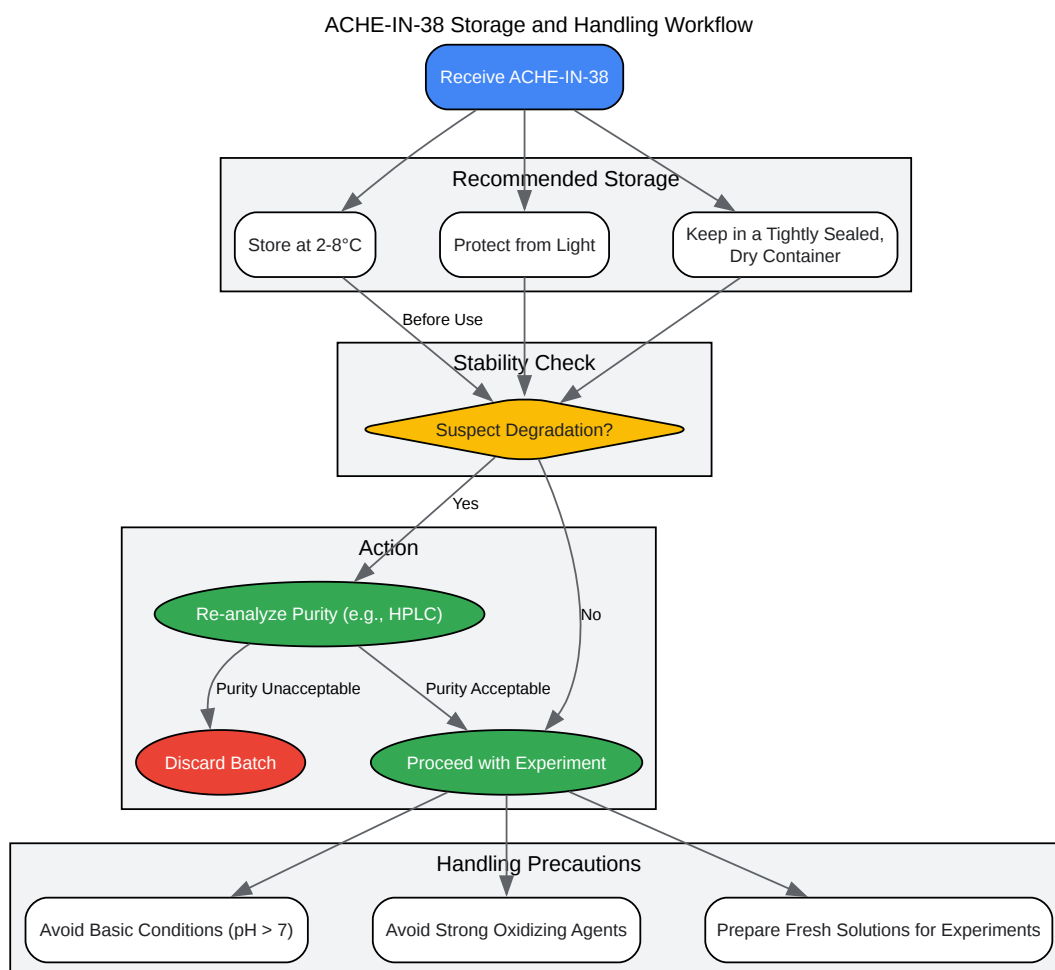 ACHE-IN-38 Storage and Handling Workflow
Receive ACHE-IN-38
Recommended Storage
Store at 2-8°C
Protect from Light
Keep in a Tightly Sealed,
Dry Container
Before Use
Stability Check
Suspect Degradation?
Yes
Action
Re-analyze Purity (e.g., HPLC)
No
Purity Unacceptable
Purity Acceptable
Discard Batch
Proceed with Experiment
Handling Precautions
Avoid Basic Conditions (pH > 7)
Avoid Strong Oxidizing Agents
Prepare Fresh Solutions for Experiments